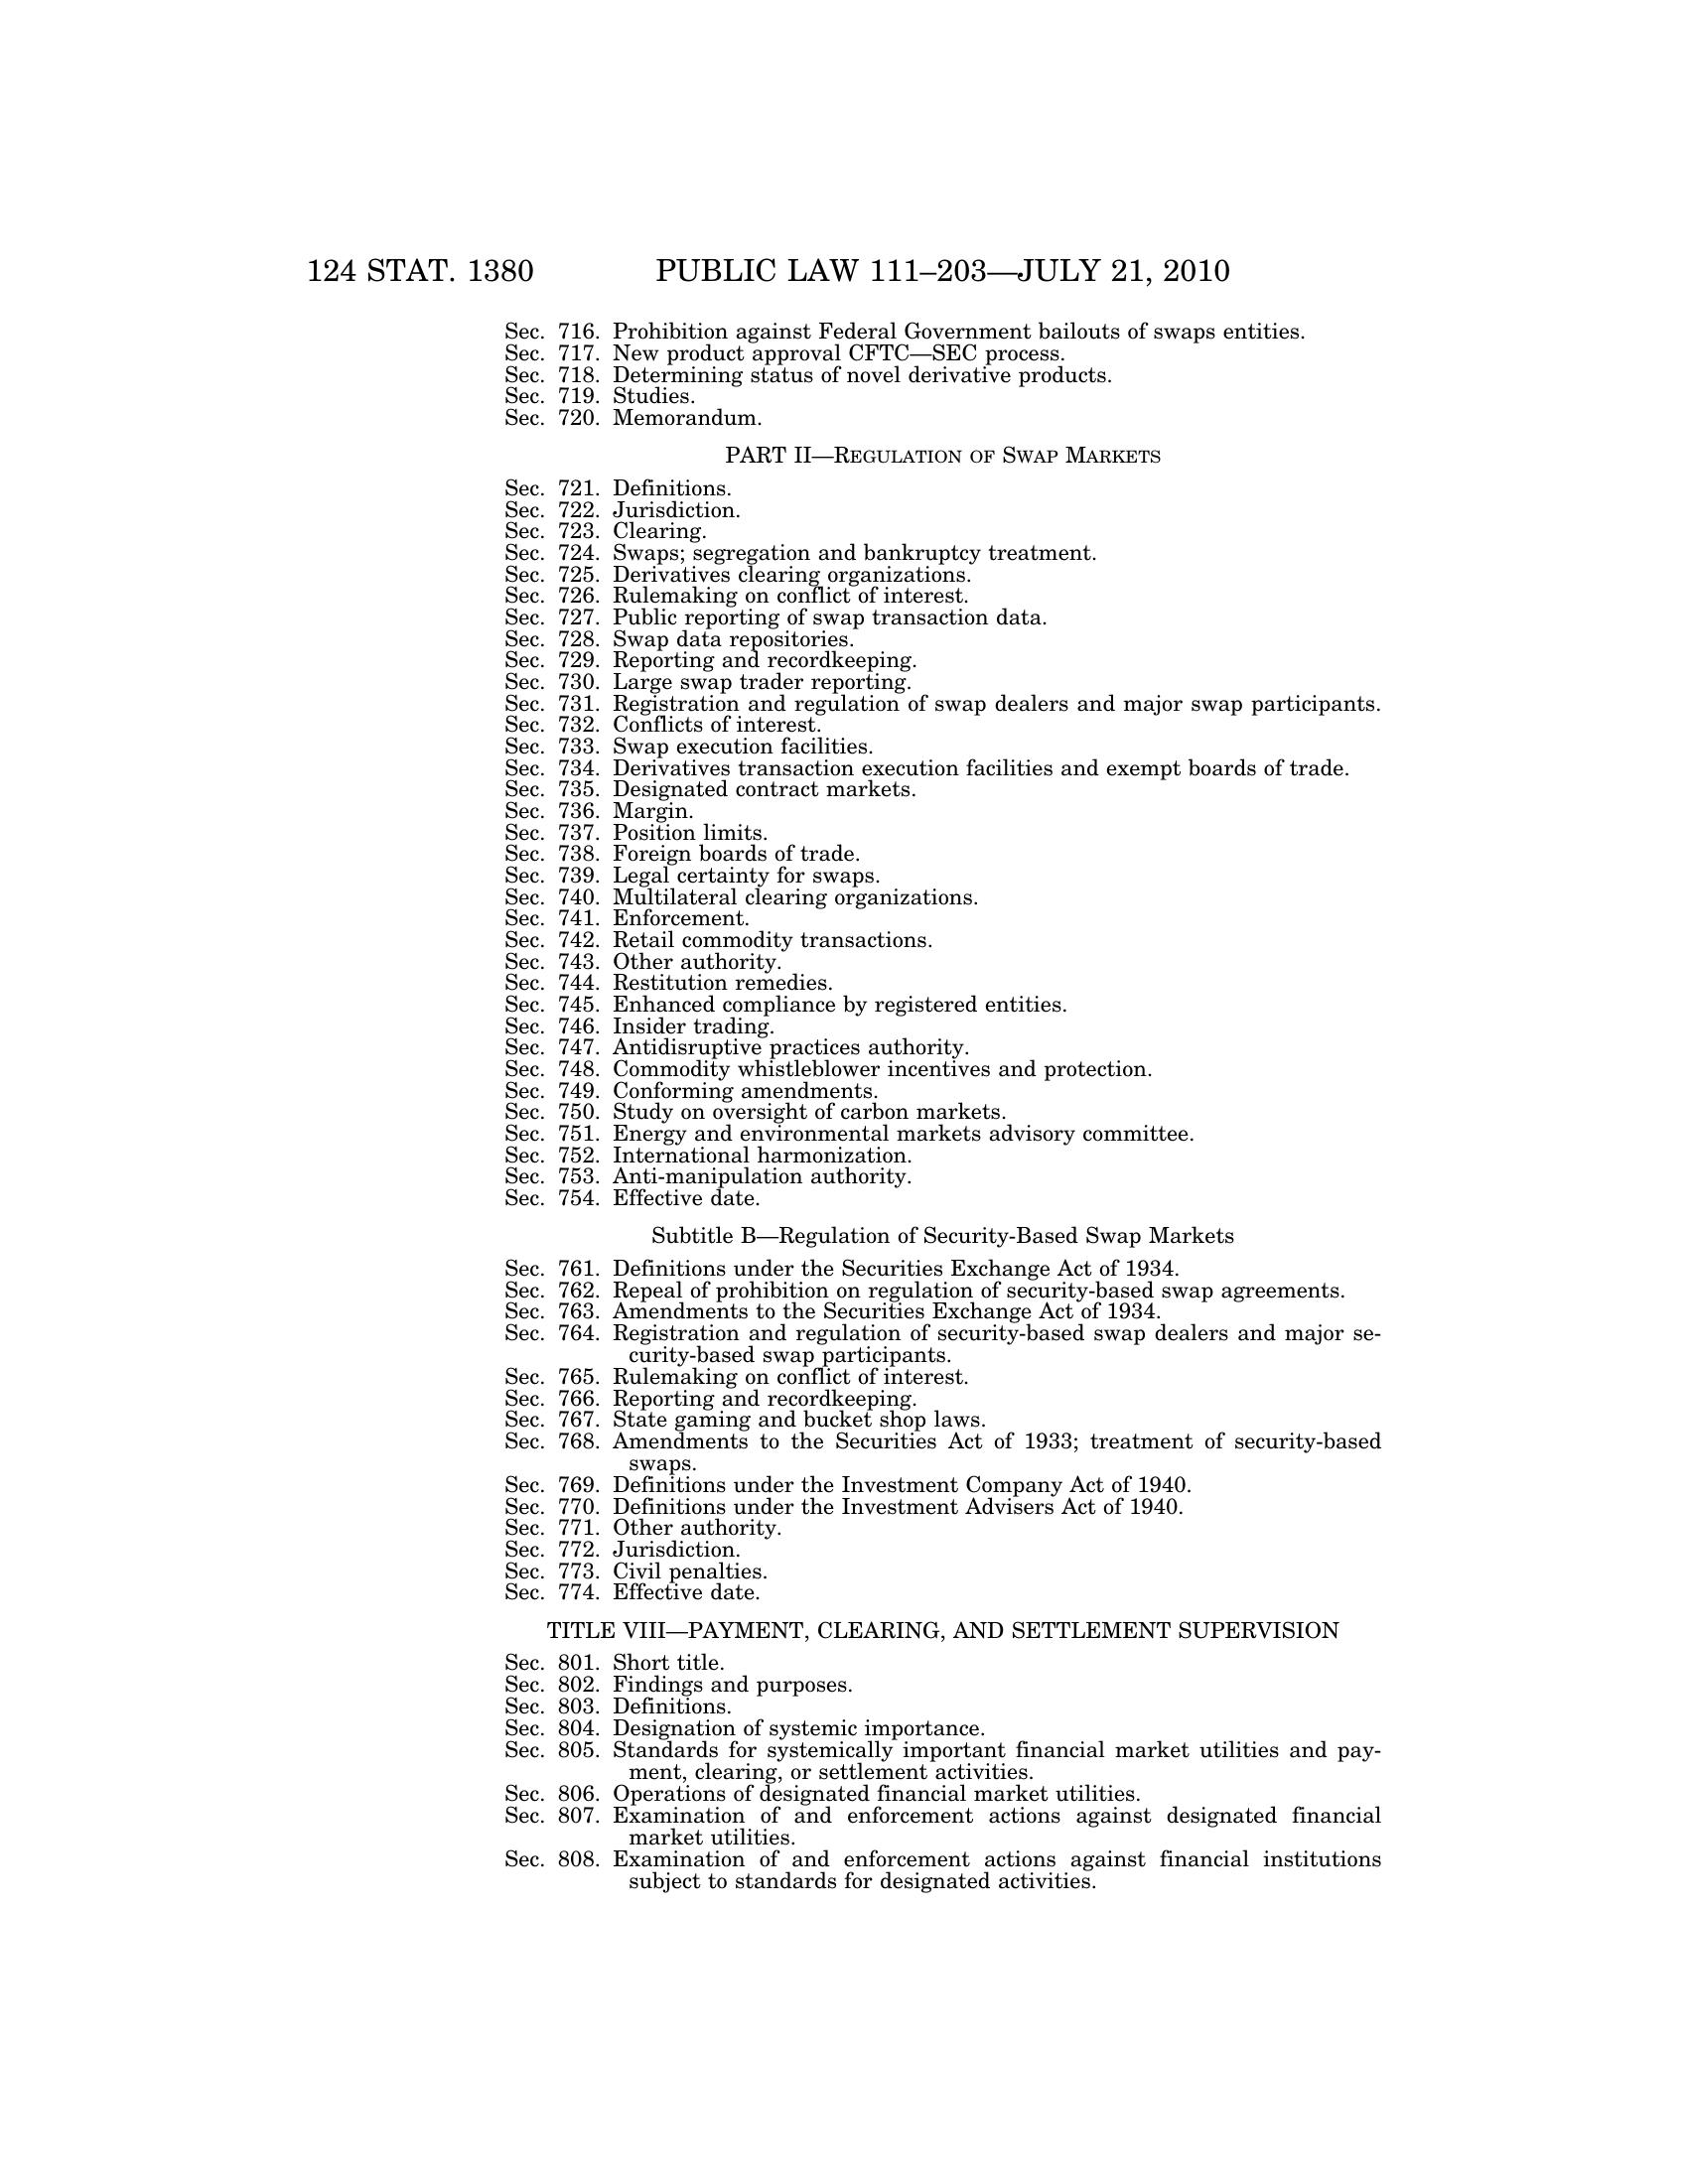 124 STAT. 1380 PUBLIC LAW 111–203—JULY 21, 2010
Sec. 716. Prohibition against Federal Government bailouts of swaps entities.
Sec. 717. New product approval CFTC—SEC process.
Sec. 718. Determining status of novel derivative products.
Sec. 719. Studies.
Sec. 720. Memorandum.
PART II—REGULATION OF SWAP MARKETS
Sec. 721. Definitions.
Sec. 722. Jurisdiction.
Sec. 723. Clearing.
Sec. 724. Swaps; segregation and bankruptcy treatment.
Sec. 725. Derivatives clearing organizations.
Sec. 726. Rulemaking on conflict of interest.
Sec. 727. Public reporting of swap transaction data.
Sec. 728. Swap data repositories.
Sec. 729. Reporting and recordkeeping.
Sec. 730. Large swap trader reporting.
Sec. 731. Registration and regulation of swap dealers and major swap participants.
Sec. 732. Conflicts of interest.
Sec. 733. Swap execution facilities.
Sec. 734. Derivatives transaction execution facilities and exempt boards of trade.
Sec. 735. Designated contract markets.
Sec. 736. Margin.
Sec. 737. Position limits.
Sec. 738. Foreign boards of trade.
Sec. 739. Legal certainty for swaps.
Sec. 740. Multilateral clearing organizations.
Sec. 741. Enforcement.
Sec. 742. Retail commodity transactions.
Sec. 743. Other authority.
Sec. 744. Restitution remedies.
Sec. 745. Enhanced compliance by registered entities.
Sec. 746. Insider trading.
Sec. 747. Antidisruptive practices authority.
Sec. 748. Commodity whistleblower incentives and protection.
Sec. 749. Conforming amendments.
Sec. 750. Study on oversight of carbon markets.
Sec. 751. Energy and environmental markets advisory committee.
Sec. 752. International harmonization.
Sec. 753. Anti-manipulation authority.
Sec. 754. Effective date.
Subtitle B—Regulation of Security-Based Swap Markets
Sec. 761. Definitions under the Securities Exchange Act of 1934.
Sec. 762. Repeal of prohibition on regulation of security-based swap agreements.
Sec. 763. Amendments to the Securities Exchange Act of 1934.
Sec. 764. Registration and regulation of security-based swap dealers and major se-
curity-based swap participants.
Sec. 765. Rulemaking on conflict of interest.
Sec. 766. Reporting and recordkeeping.
Sec. 767. State gaming and bucket shop laws.
Sec. 768. Amendments to the Securities Act of 1933; treatment of security-based
swaps.
Sec. 769. Definitions under the Investment Company Act of 1940.
Sec. 770. Definitions under the Investment Advisers Act of 1940.
Sec. 771. Other authority.
Sec. 772. Jurisdiction.
Sec. 773. Civil penalties.
Sec. 774. Effective date.
TITLE VIII—PAYMENT, CLEARING, AND SETTLEMENT SUPERVISION
Sec. 801. Short title.
Sec. 802. Findings and purposes.
Sec. 803. Definitions.
Sec. 804. Designation of systemic importance.
Sec. 805. Standards for systemically important financial market utilities and pay-
ment, clearing, or settlement activities.
Sec. 806. Operations of designated financial market utilities.
Sec. 807. Examination of and enforcement actions against designated financial
market utilities.
Sec. 808. Examination of and enforcement actions against financial institutions
subject to standards for designated activities.